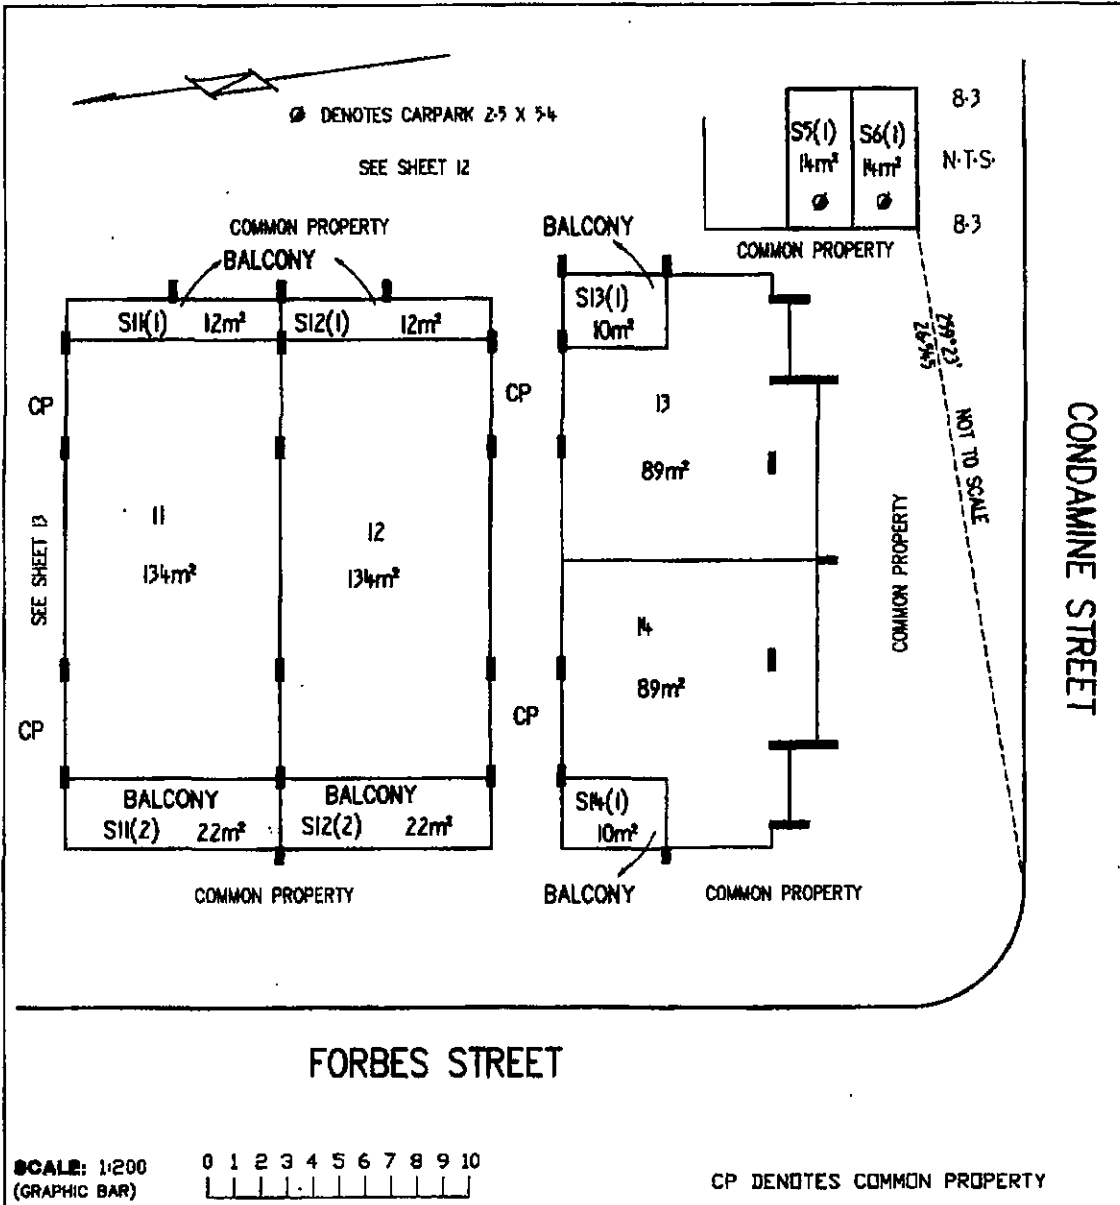 Ø DENOTES CARPARK 2·5 X 5·4
SEE SHEET 12
COMMON PROPERTY
BALCONY
S11(1) 12m²
S12(1) 12m²
BALCONY
S13(1)
10m²
S5(1)
14m²
Ø
S6(1)
14m²
Ø
8·3
N·T·S·
8·3
COMMON PROPERTY
259°23'
26·945
NOT TO SCALE
CP
CP
13
89m²
SEE SHEET 13
11
134m²
12
134m²
COMMON PROPERTY
CONDAMINE STREET
14
89m²
CP
CP
BALCONY
S11(2) 22m²
BALCONY
S12(2) 22m²
S14(1)
10m²
COMMON PROPERTY
BALCONY
COMMON PROPERTY
FORBES STREET
SCALE: 1:200
(GRAPHIC BAR)
0 1 2 3 4 5 6 7 8 9 10
CP DENOTES COMMON PROPERTY